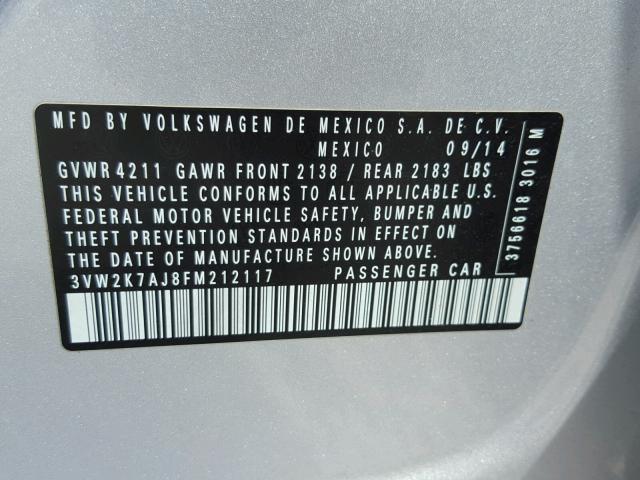 MFD BY VOLKSWAGEN DE MEXICO S.A. DE C.V.
MEXICO 09/14
GVWR 4211 GAWR FRONT 2138 / REAR 2183 LBS
THIS VEHICLE CONFORMS TO ALL APPLICABLE U.S.
FEDERAL MOTOR VEHICLE SAFETY, BUMPER AND
THEFT PREVENTION STANDARDS IN EFFECT ON
THE DATE OF MANUFACTURE SHOWN ABOVE.
3VW2K7AJ8FM212117 PASSENGER CAR
3756618 3016 M